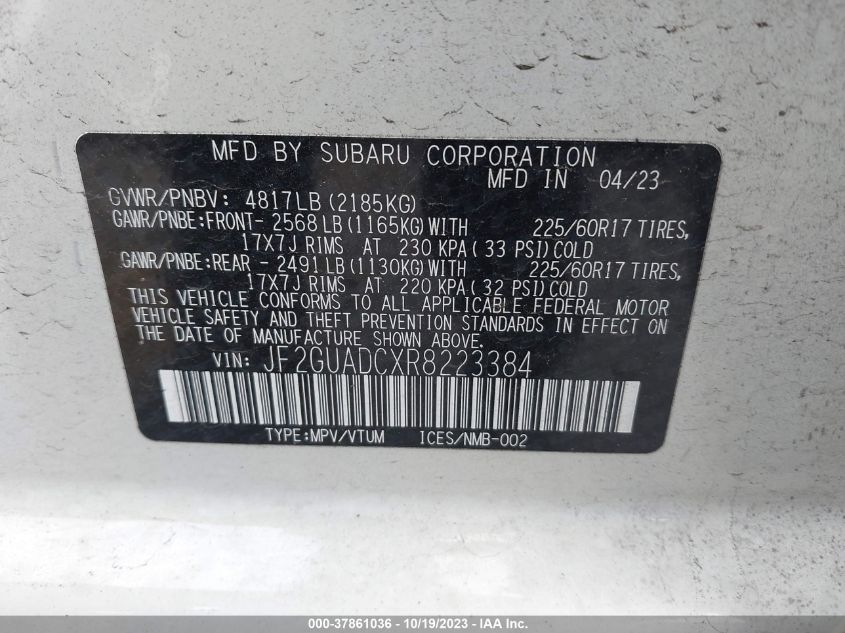 MFD BY SUBARU CORPORATION
MFD IN 04/23
GVWR/PNBV: 4817LB (2185KG)
GAWR/PNBE:FRONT- 2568LB (1165KG) WITH 225/60R17 TIRES,
17X7J RIMS AT 230 KPA( 33 PSI) COLD
GAWR/PNBE:REAR - 2491LB (1130KG) WITH 225/60R17 TIRES,
17X7J RIMS AT 220 KPA( 32 PSI) COLD
THIS VEHICLE CONFORMS TO ALL APPLICABLE FEDERAL MOTOR
VEHICLE SAFETY AND THEFT PREVENTION STANDARDS IN EFFECT ON
THE DATE OF MANUFACTURE SHOWN ABOVE.
VIN: JF2GUADCXR8223384
TYPE:MPV/VTUM ICES/NMB-002
000-37861036 - 10/19/2023 - IAA Inc.